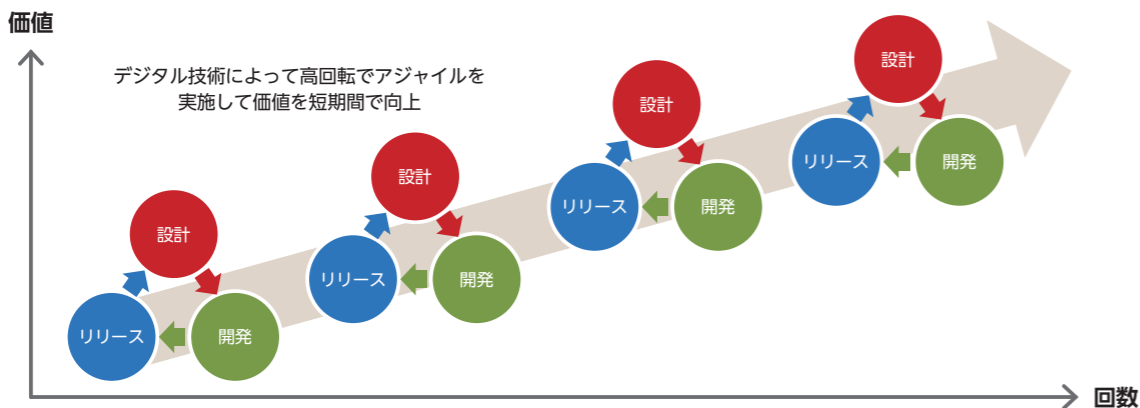 価値
デジタル技術によって高回転でアジャイルを
実施して価値を短期間で向上
設計
リリース
開発
設計
リリース
開発
設計
リリース
開発
設計
リリース
開発
回数